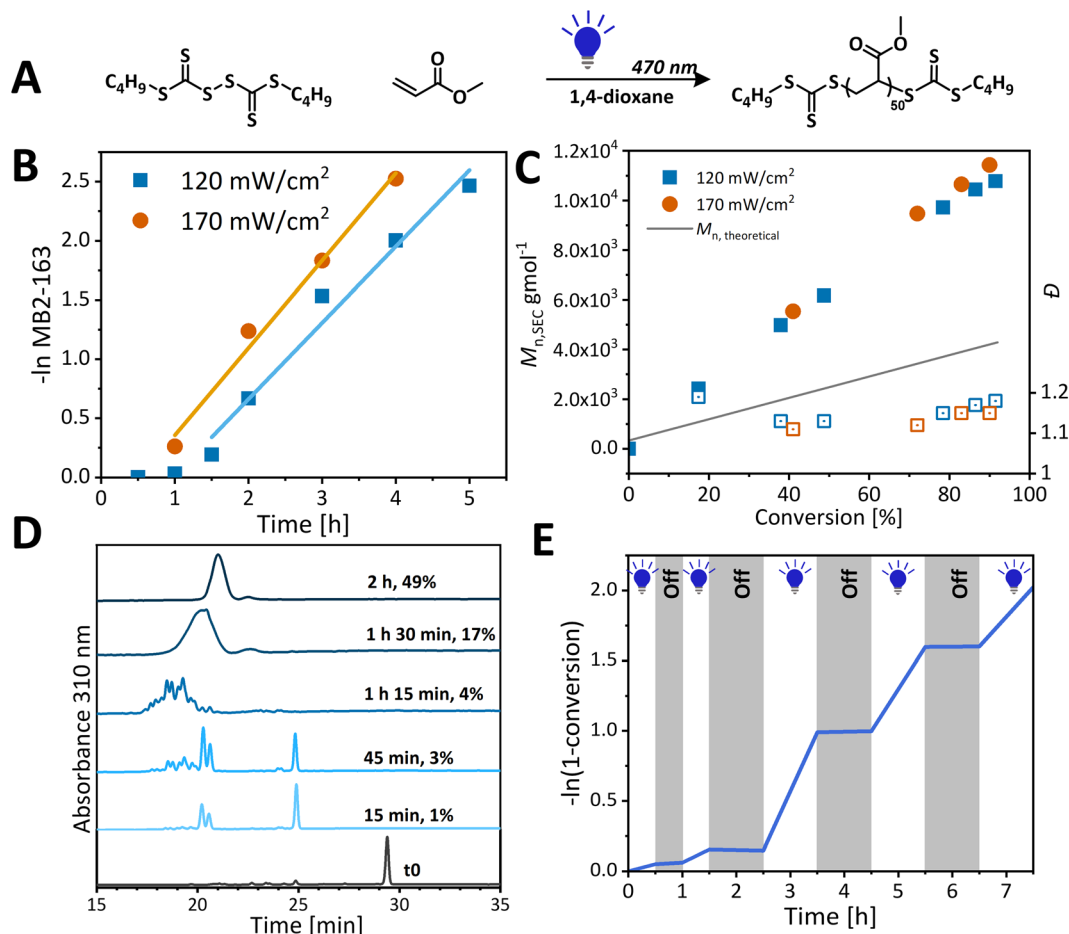 A
C₄H₉ S S S S S S C₄H₉
O O
470 nm
1,4-dioxane
C₄H₉ S S S O O 50 S S S C₄H₉
B
120 mW/cm²
170 mW/cm²
-ln MB2-163
2.5
2.0
1.5
1.0
0.5
0.0
0 1 2 3 4 5
Time [h]
C
120 mW/cm²
170 mW/cm²
Mn, theoretical
Mn,SEC gmol⁻¹
1.2x10⁴
1.0x10⁴
8.0x10³
6.0x10³
4.0x10³
2.0x10³
0.0
Đ
1.2
1.1
1
0 20 40 60 80 100
Conversion [%]
D
Absorbance 310 nm
2 h, 49%
1 h 30 min, 17%
1 h 15 min, 4%
45 min, 3%
15 min, 1%
t0
15 20 25 30 35
Time [min]
E
Off Off Off Off
-ln(1-conversion)
2.0
1.5
1.0
0.5
0.0
0 1 2 3 4 5 6 7
Time [h]